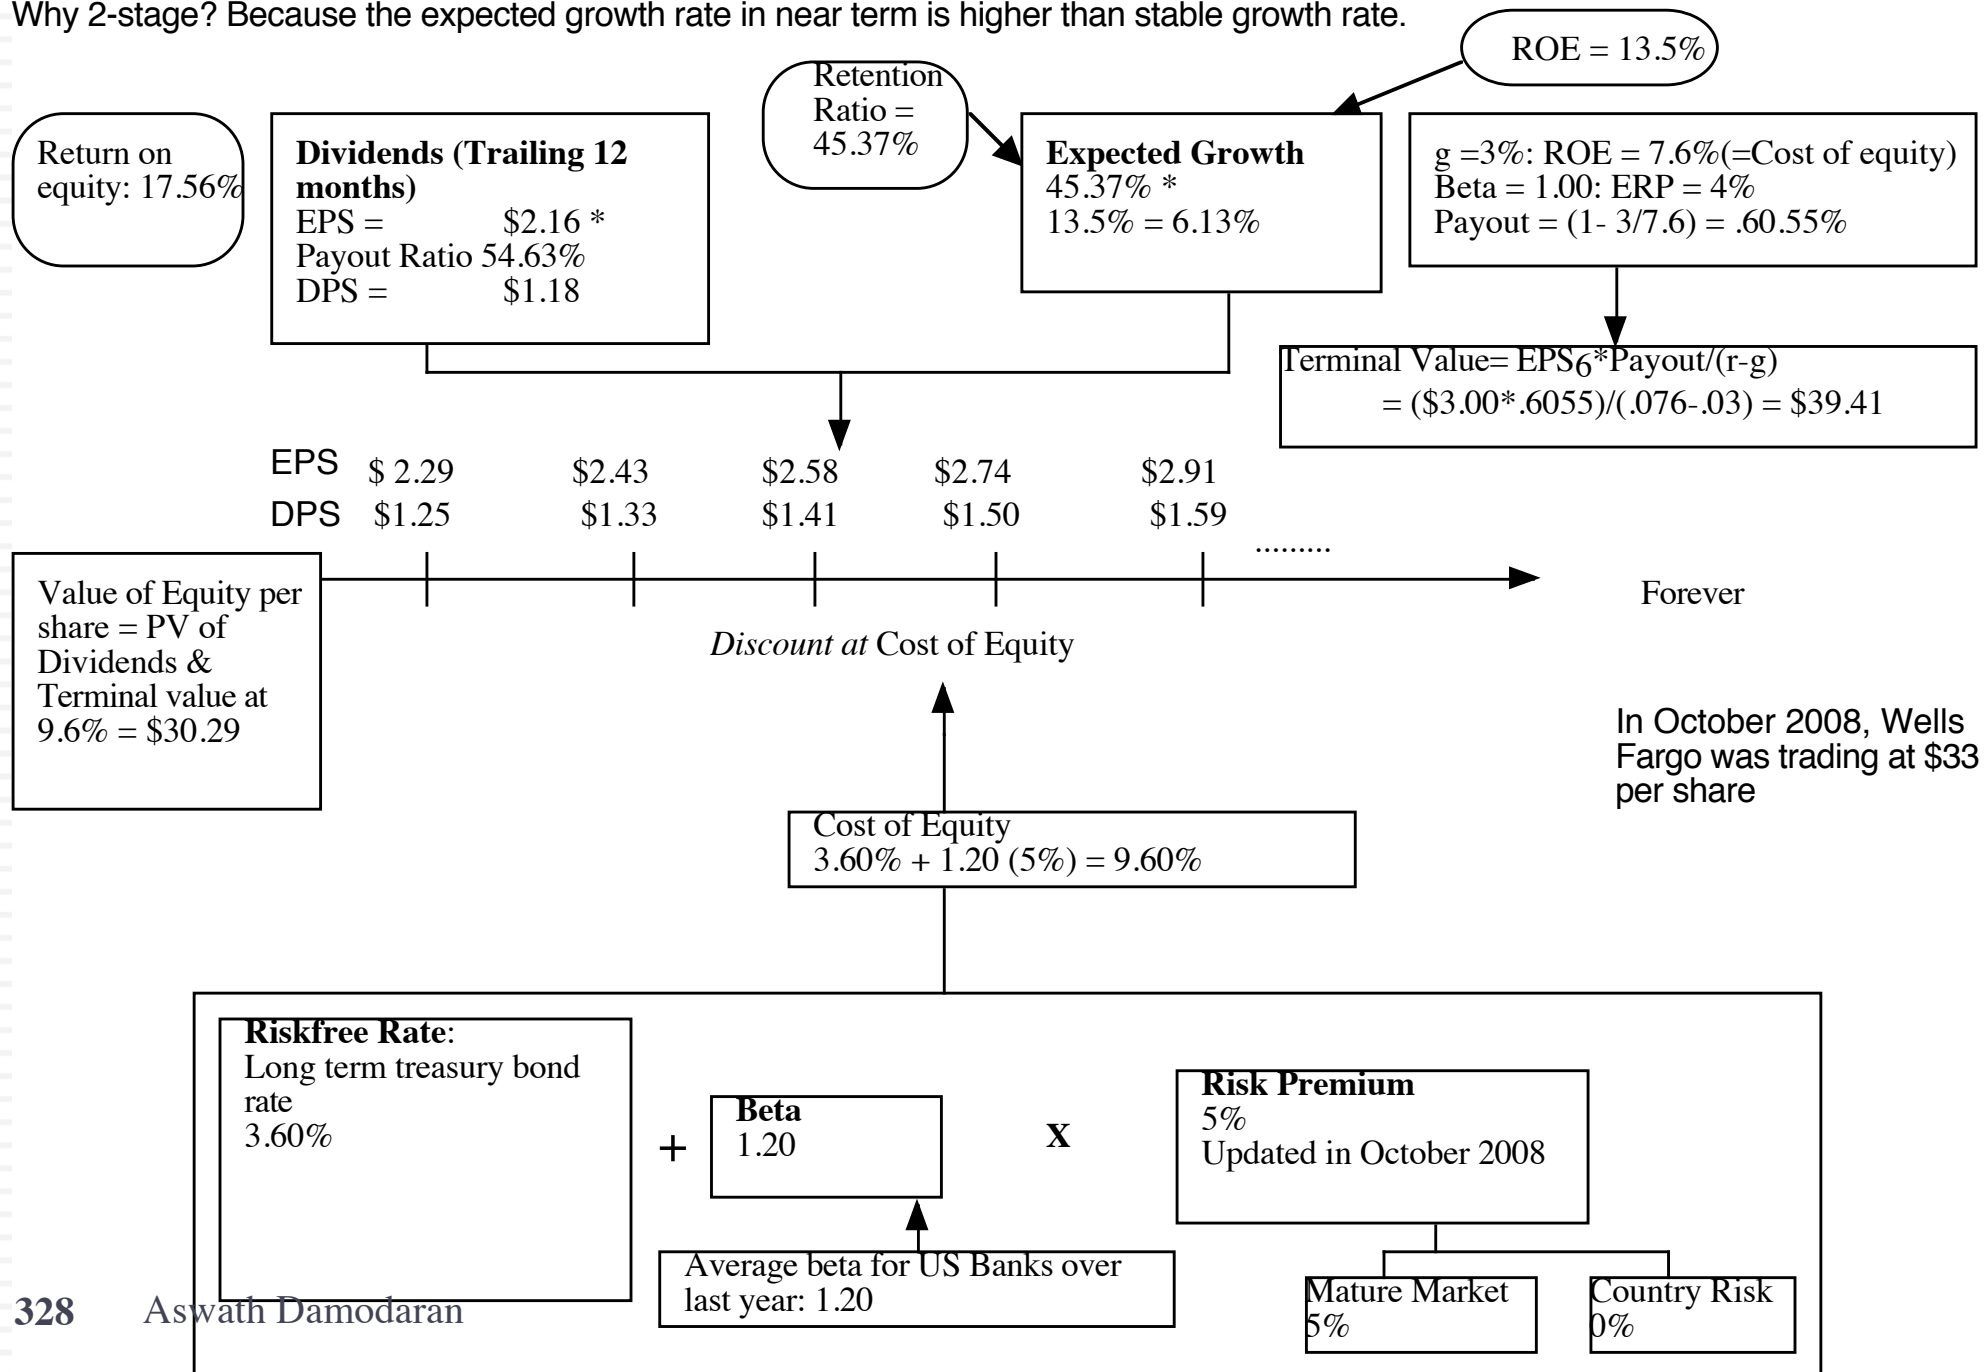 Why 2-stage? Because the expected growth rate in near term is higher than stable growth rate.
ROE = 13.5%
Retention
Ratio =
45.37%
Return on
equity: 17.56%
Dividends (Trailing 12
months)
EPS = $2.16 *
Payout Ratio 54.63%
DPS = $1.18
Expected Growth
45.37% *
13.5% = 6.13%
g =3%: ROE = 7.6%(=Cost of equity)
Beta = 1.00: ERP = 4%
Payout = (1- 3/7.6) = .60.55%
Terminal Value= EPS6*Payout/(r-g)
= ($3.00*.6055)/(.076-.03) = $39.41
EPS $ 2.29 $2.43 $2.58 $2.74 $2.91
DPS $1.25 $1.33 $1.41 $1.50 $1.59
.........
Forever
Value of Equity per
share = PV of
Dividends &
Terminal value at
9.6% = $30.29
Discount at Cost of Equity
In October 2008, Wells
Fargo was trading at $33
per share
Cost of Equity
3.60% + 1.20 (5%) = 9.60%
Riskfree Rate:
Long term treasury bond
rate
3.60%
+
Beta
1.20
X
Risk Premium
5%
Updated in October 2008
Average beta for US Banks over
last year: 1.20
Mature Market
5%
Country Risk
0%
328 Aswath Damodaran